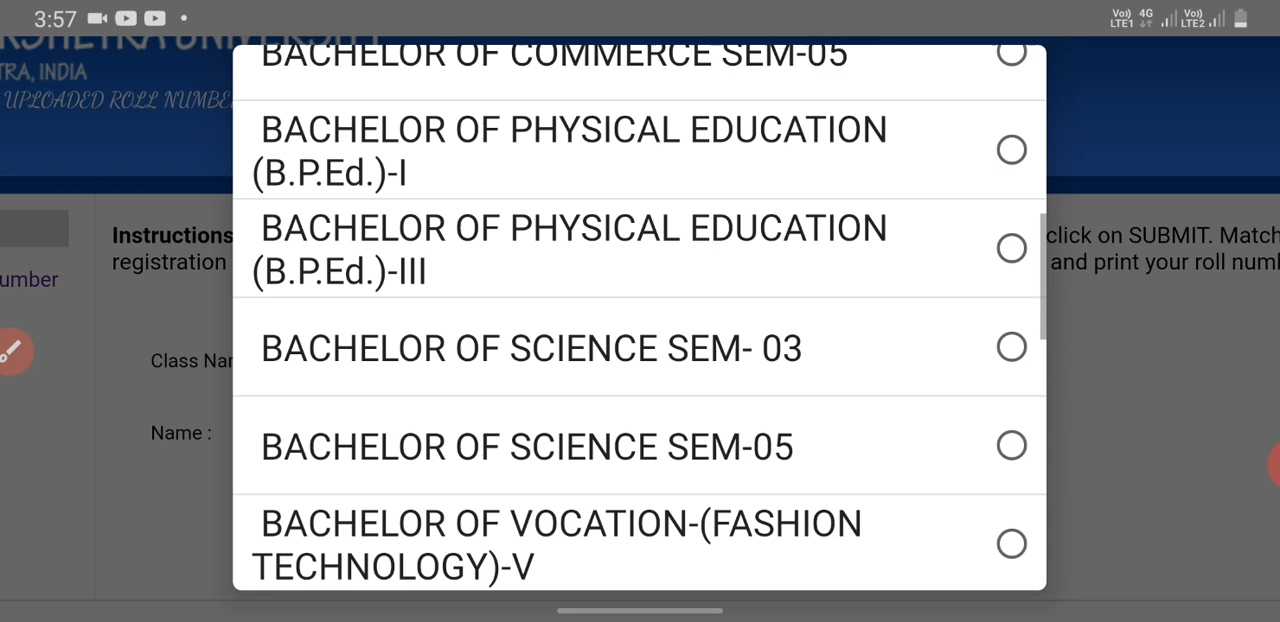 3:57
Vo)) 4G Vo))
LTE1 LTE2
TRA, INDIA
UPLOADED ROLL NUMBE
BACHELOR OF COMMERCE SEM-05
BACHELOR OF PHYSICAL EDUCATION
(B.P.Ed.)-I
BACHELOR OF PHYSICAL EDUCATION
(B.P.Ed.)-III
BACHELOR OF SCIENCE SEM- 03
BACHELOR OF SCIENCE SEM-05
BACHELOR OF VOCATION-(FASHION
TECHNOLOGY)-V
umber
Instructions click on SUBMIT. Match
registration and print your roll numl
Class Nar
Name :